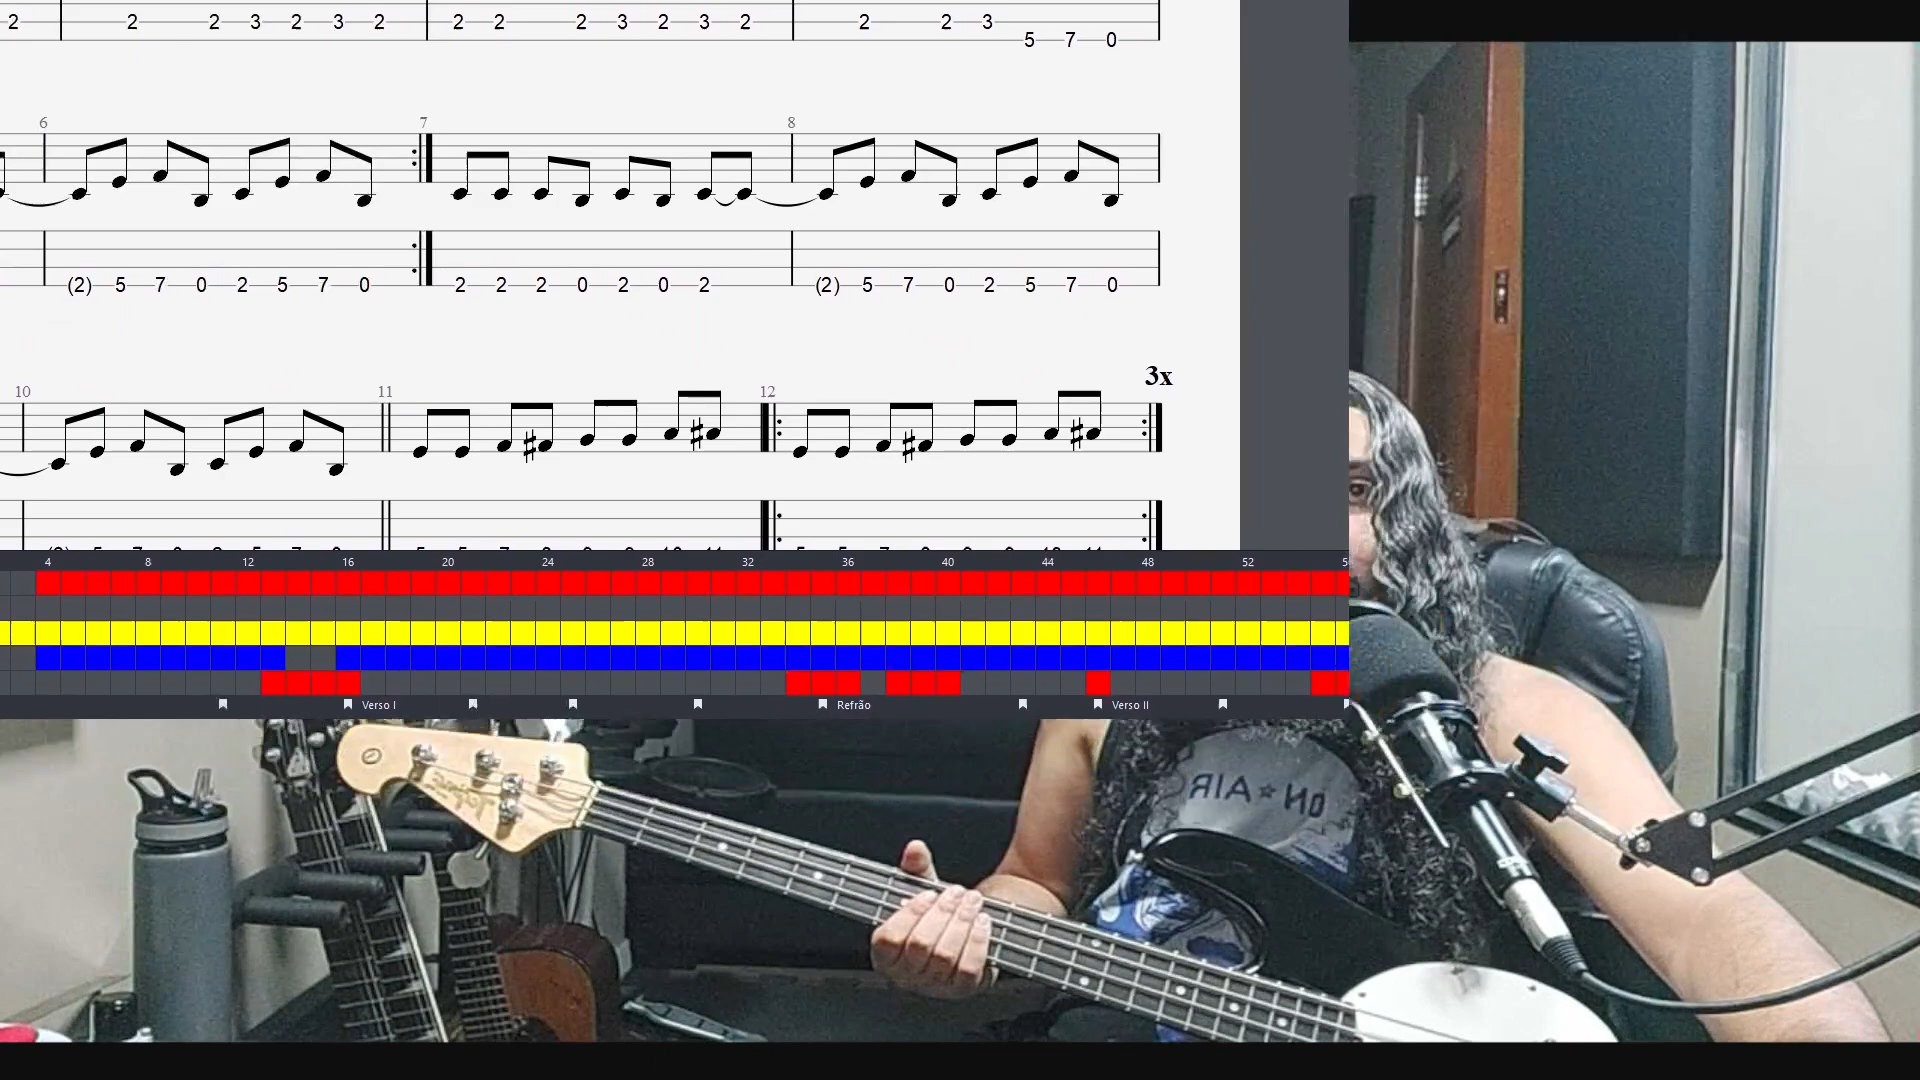 2 2 2 3 2 3 2 2 2 2 3 2 3 2 2 2 3
5 7 0
6 7 8
(2) 5 7 0 2 5 7 0 2 2 2 0 2 0 2 (2) 5 7 0 2 5 7 0
3x
10 11 12
4 8 12 16 20 24 28 32 36 40 44 48 52
Verso I Refrão Verso II
ON AIR